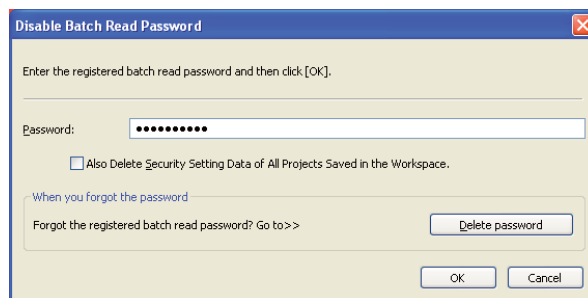 Disable Batch Read Password
Enter the registered batch read password and then click [OK].
Password: ●●●●●●●●●●
Also Delete Security Setting Data of All Projects Saved in the Workspace.
When you forgot the password
Forgot the registered batch read password? Go to>> Delete password
OK Cancel